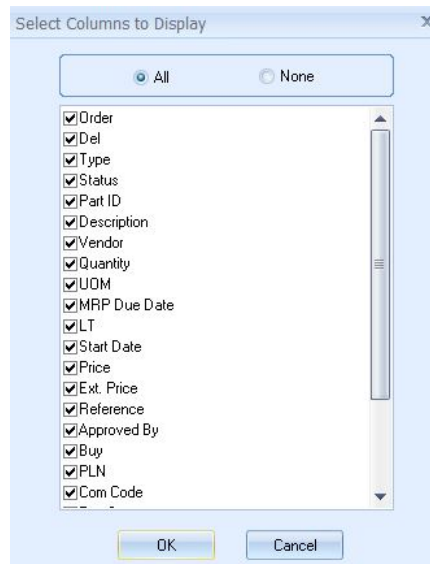 Select Columns to Display
All None
Order
Del
Type
Status
Part ID
Description
Vendor
Quantity
UOM
MRP Due Date
LT
Start Date
Price
Ext. Price
Reference
Approved By
Buy
PLN
Com Code
OK Cancel